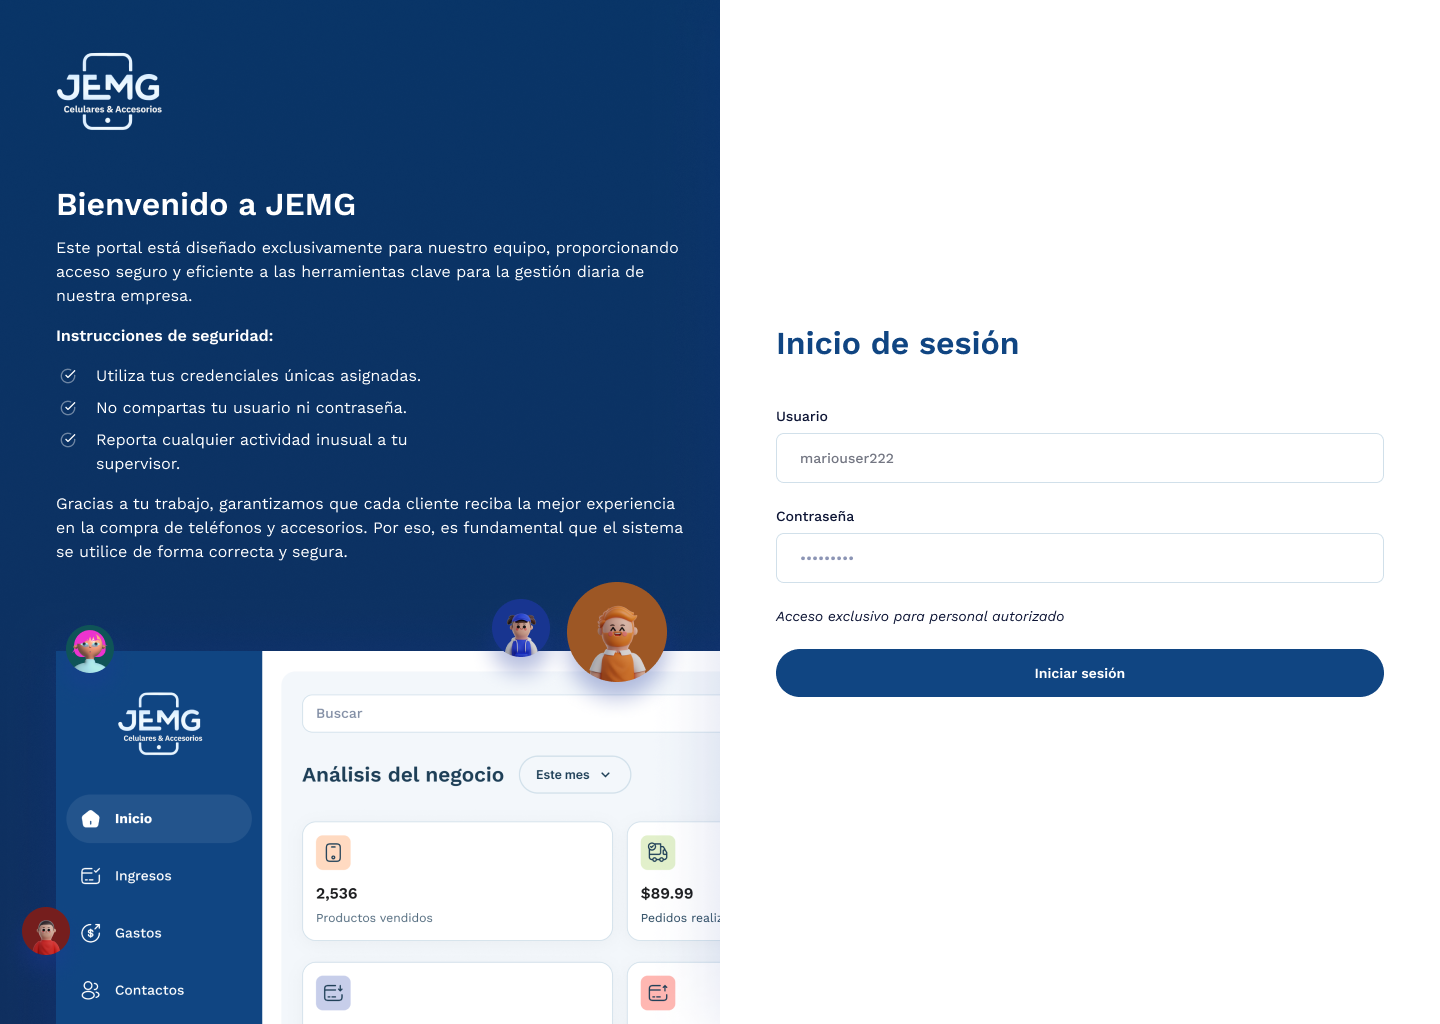 JEMG
Celulares & Accesorios
Bienvenido a JEMG
Este portal está diseñado exclusivamente para nuestro equipo, proporcionando
acceso seguro y eficiente a las herramientas clave para la gestión diaria de
nuestra empresa.
Instrucciones de seguridad:
Utiliza tus credenciales únicas asignadas.
No compartas tu usuario ni contraseña.
Reporta cualquier actividad inusual a tu
supervisor.
Gracias a tu trabajo, garantizamos que cada cliente reciba la mejor experiencia
en la compra de teléfonos y accesorios. Por eso, es fundamental que el sistema
se utilice de forma correcta y segura.
JEMG
Celulares & Accesorios
Inicio
Ingresos
Gastos
Contactos
Buscar
Análisis del negocio
Este mes
2,536
Productos vendidos
$89.99
Pedidos realiz
Inicio de sesión
Usuario
mariouser222
Contraseña
•••••••••
Acceso exclusivo para personal autorizado
Iniciar sesión